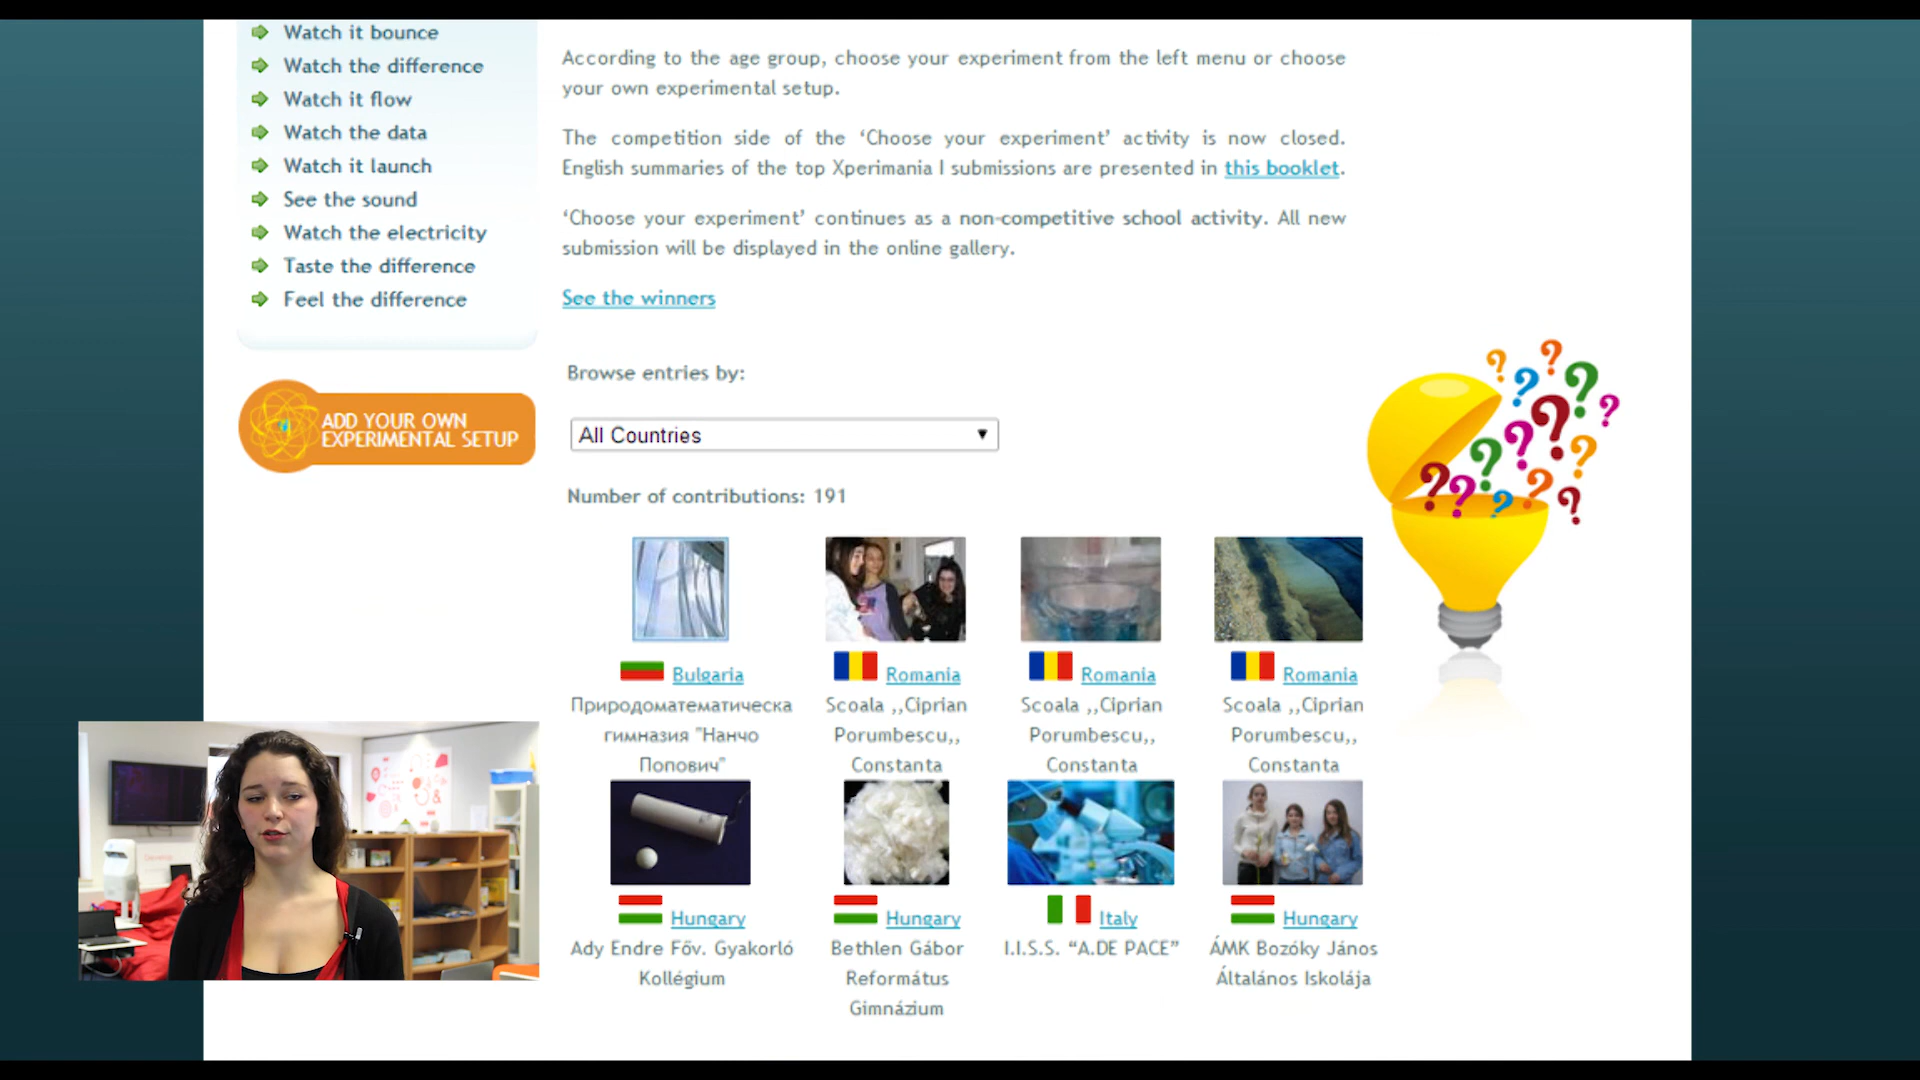 Watch it bounce
Watch the difference
Watch it flow
Watch the data
Watch it launch
See the sound
Watch the electricity
Taste the difference
Feel the difference
ADD YOUR OWN
EXPERIMENTAL SETUP
According to the age group, choose your experiment from the left menu or choose
your own experimental setup.
The competition side of the ‘Choose your experiment’ activity is now closed.
English summaries of the top Xperimania I submissions are presented in this booklet.
‘Choose your experiment’ continues as a non-competitive school activity. All new
submission will be displayed in the online gallery.
See the winners
Browse entries by:
All Countries
Number of contributions: 191
Bulgaria
Природоматематическа
гимназия "Нанчо
Попович"
Romania
Scoala ,,Ciprian
Porumbescu,,
Constanta
Romania
Scoala ,,Ciprian
Porumbescu,,
Constanta
Romania
Scoala ,,Ciprian
Porumbescu,,
Constanta
Hungary
Ady Endre Főv. Gyakorló
Kollégium
Hungary
Bethlen Gábor
Református
Gimnázium
Italy
I.I.S.S. “A.DE PACE”
Hungary
ÁMK Bozóky János
Általános Iskolája